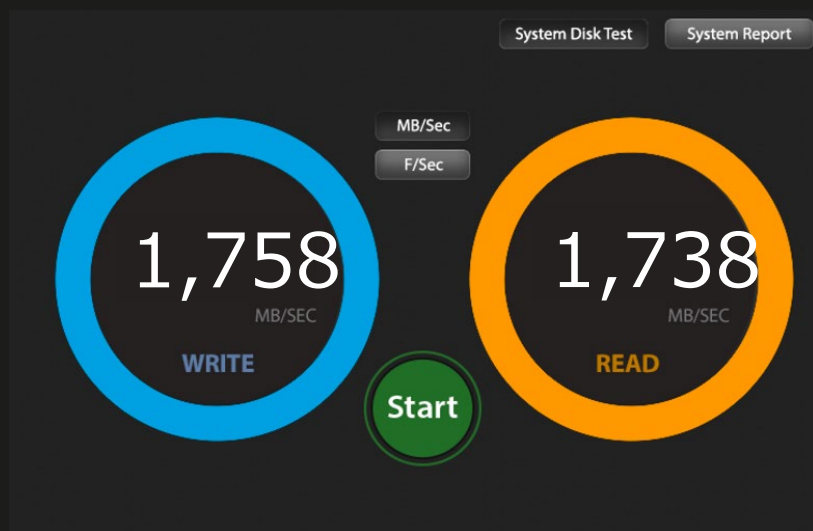 System Disk Test
System Report
MB/Sec
F/Sec
1,758
MB/SEC
WRITE
1,738
MB/SEC
READ
Start